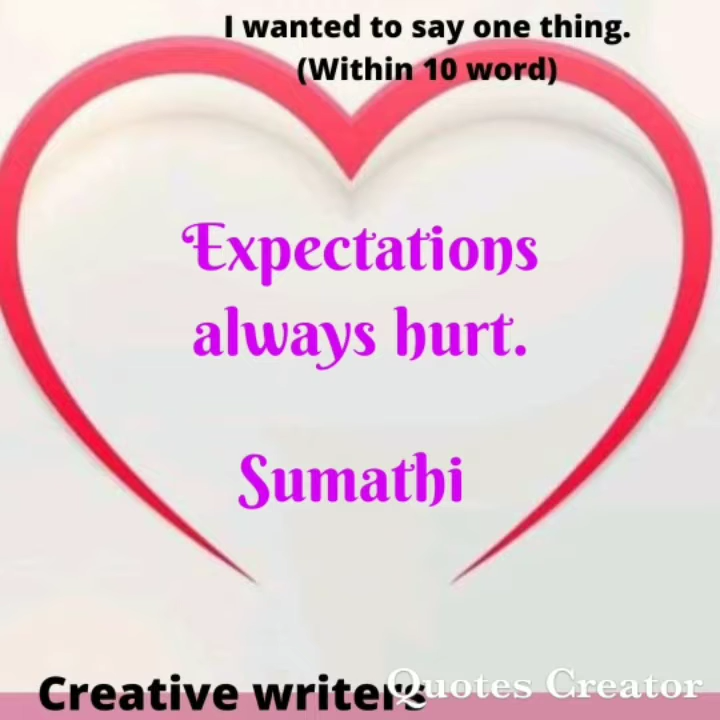 I wanted to say one thing.
(Within 10 word)
Expectations
always hurt.
Sumathi
Creative writers
Quotes Creator